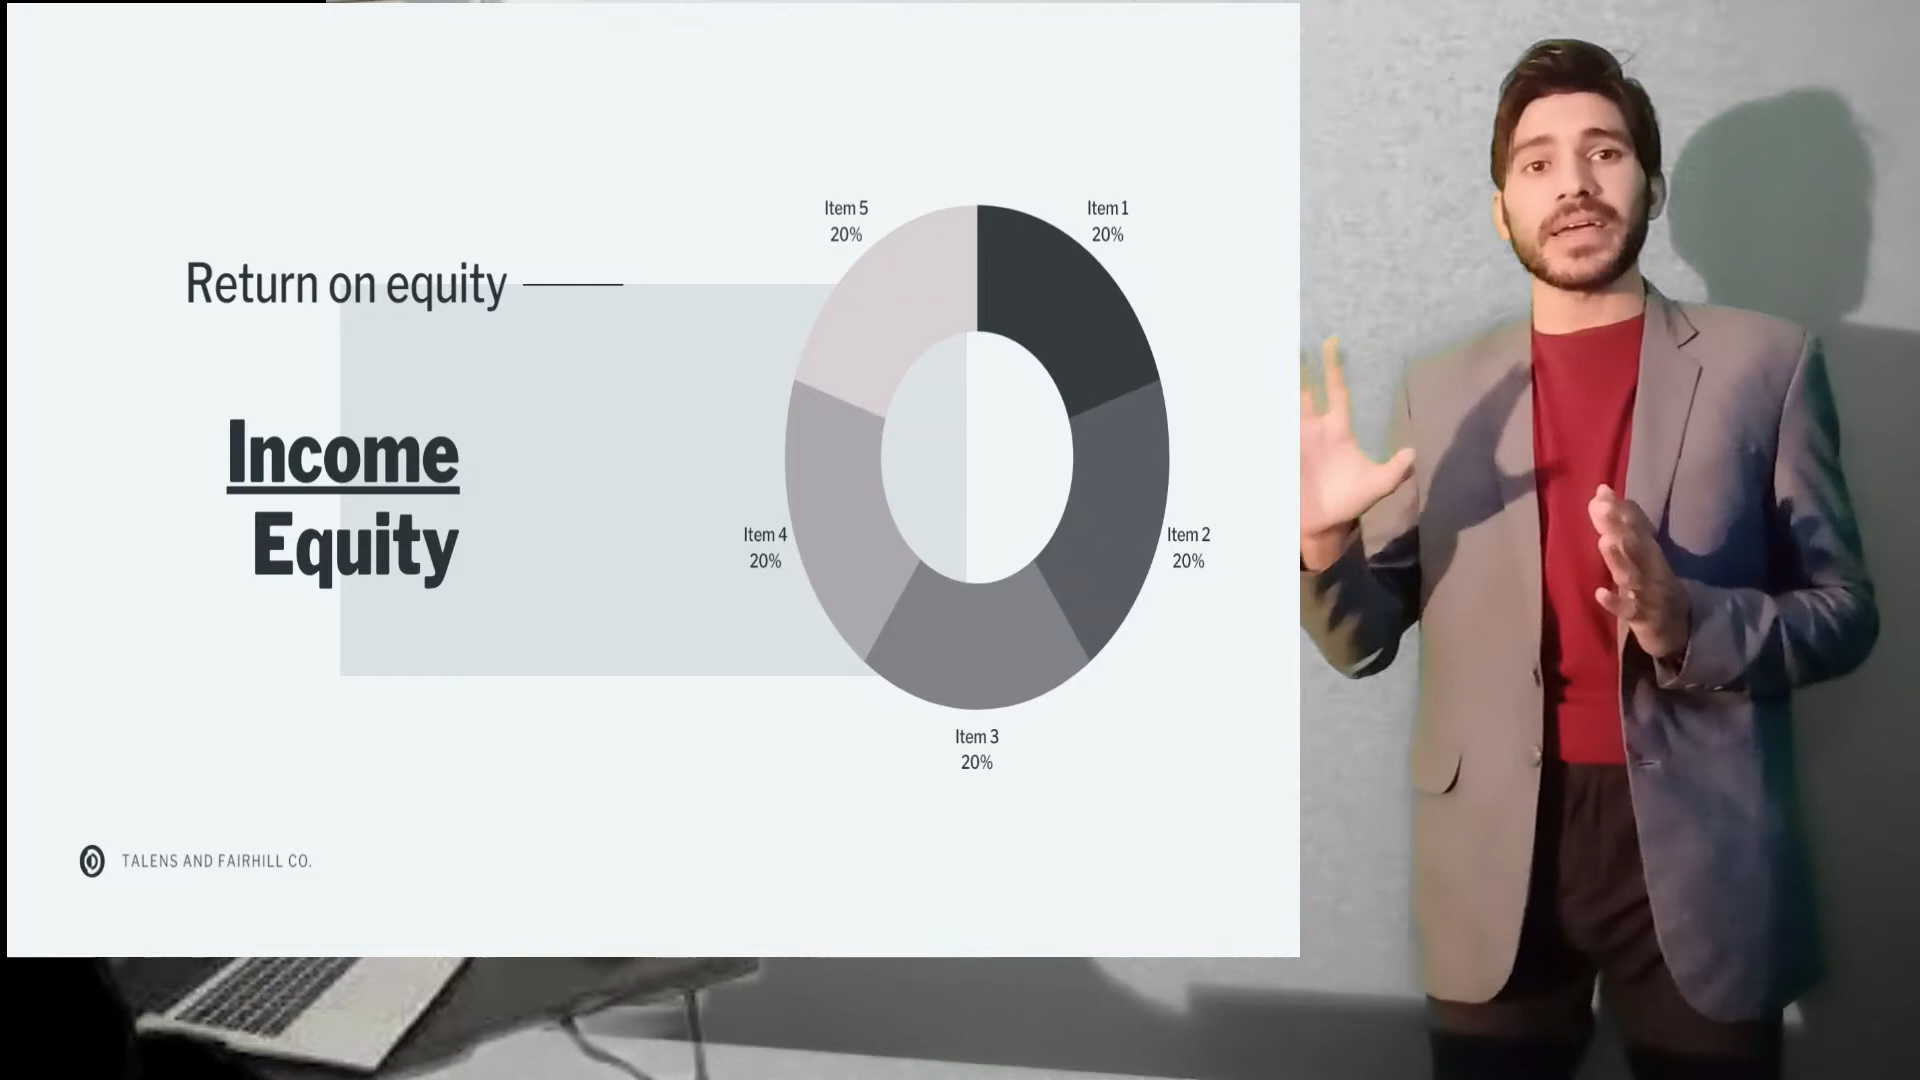 Return on equity
Income
Equity
Item 5
20%
Item 1
20%
Item 4
20%
Item 2
20%
Item 3
20%
TALENS AND FAIRHILL CO.